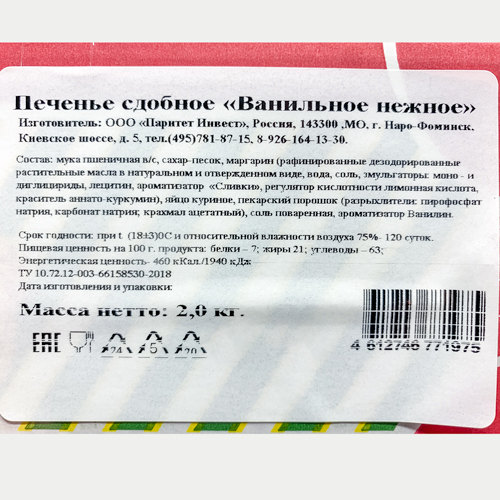 Печенье сдобное «Ванильное нежное»
Изготовитель: ООО «Паритет Инвест», Россия, 143300 ,МО, г. Наро-Фоминск.
Киевское шоссе, д. 5, тел.(495)781-87-15, 8-926-164-13-30.
Состав: мука пшеничная в/с, сахар-песок, маргарин (рафинированные дезодорированные
растительные масла в натуральном и отвержденном виде, вода, соль, эмульгаторы: моно - и
диглицириды, лецитин, ароматизатор «Сливки», регулятор кислотности лимонная кислота,
краситель аннато-куркумин), яйцо куриное, пекарский порошок (разрыхлители: пирофосфат
натрия, карбонат натрия; крахмал ацетатный), соль поваренная, ароматизатор Ванилин.
Срок годности: при t (18±3)0С и относительной влажности воздуха 75%- 120 суток.
Пищевая ценность на 100 г. продукта: белки – 7; жиры 21; углеводы – 63;
Энергетическая ценность- 460 кКал./1940 кДж
ТУ 10.72.12-003-66158530-2018
Дата изготовления и упаковки:
Масса нетто: 2,0 кг.
ЕАС 24 5 20
4 612746 771975